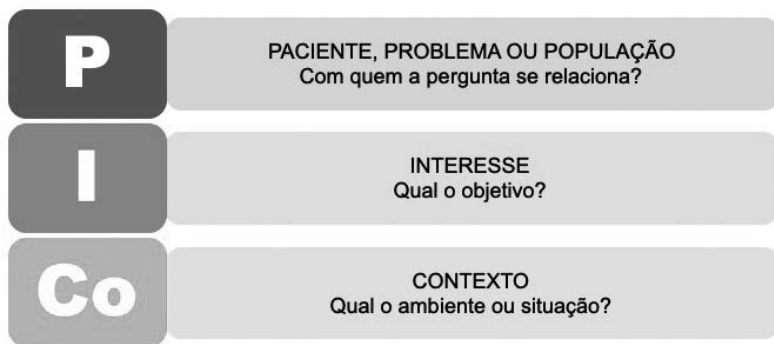 P
PACIENTE, PROBLEMA OU POPULAÇÃO
Com quem a pergunta se relaciona?
I
INTERESSE
Qual o objetivo?
Co
CONTEXTO
Qual o ambiente ou situação?